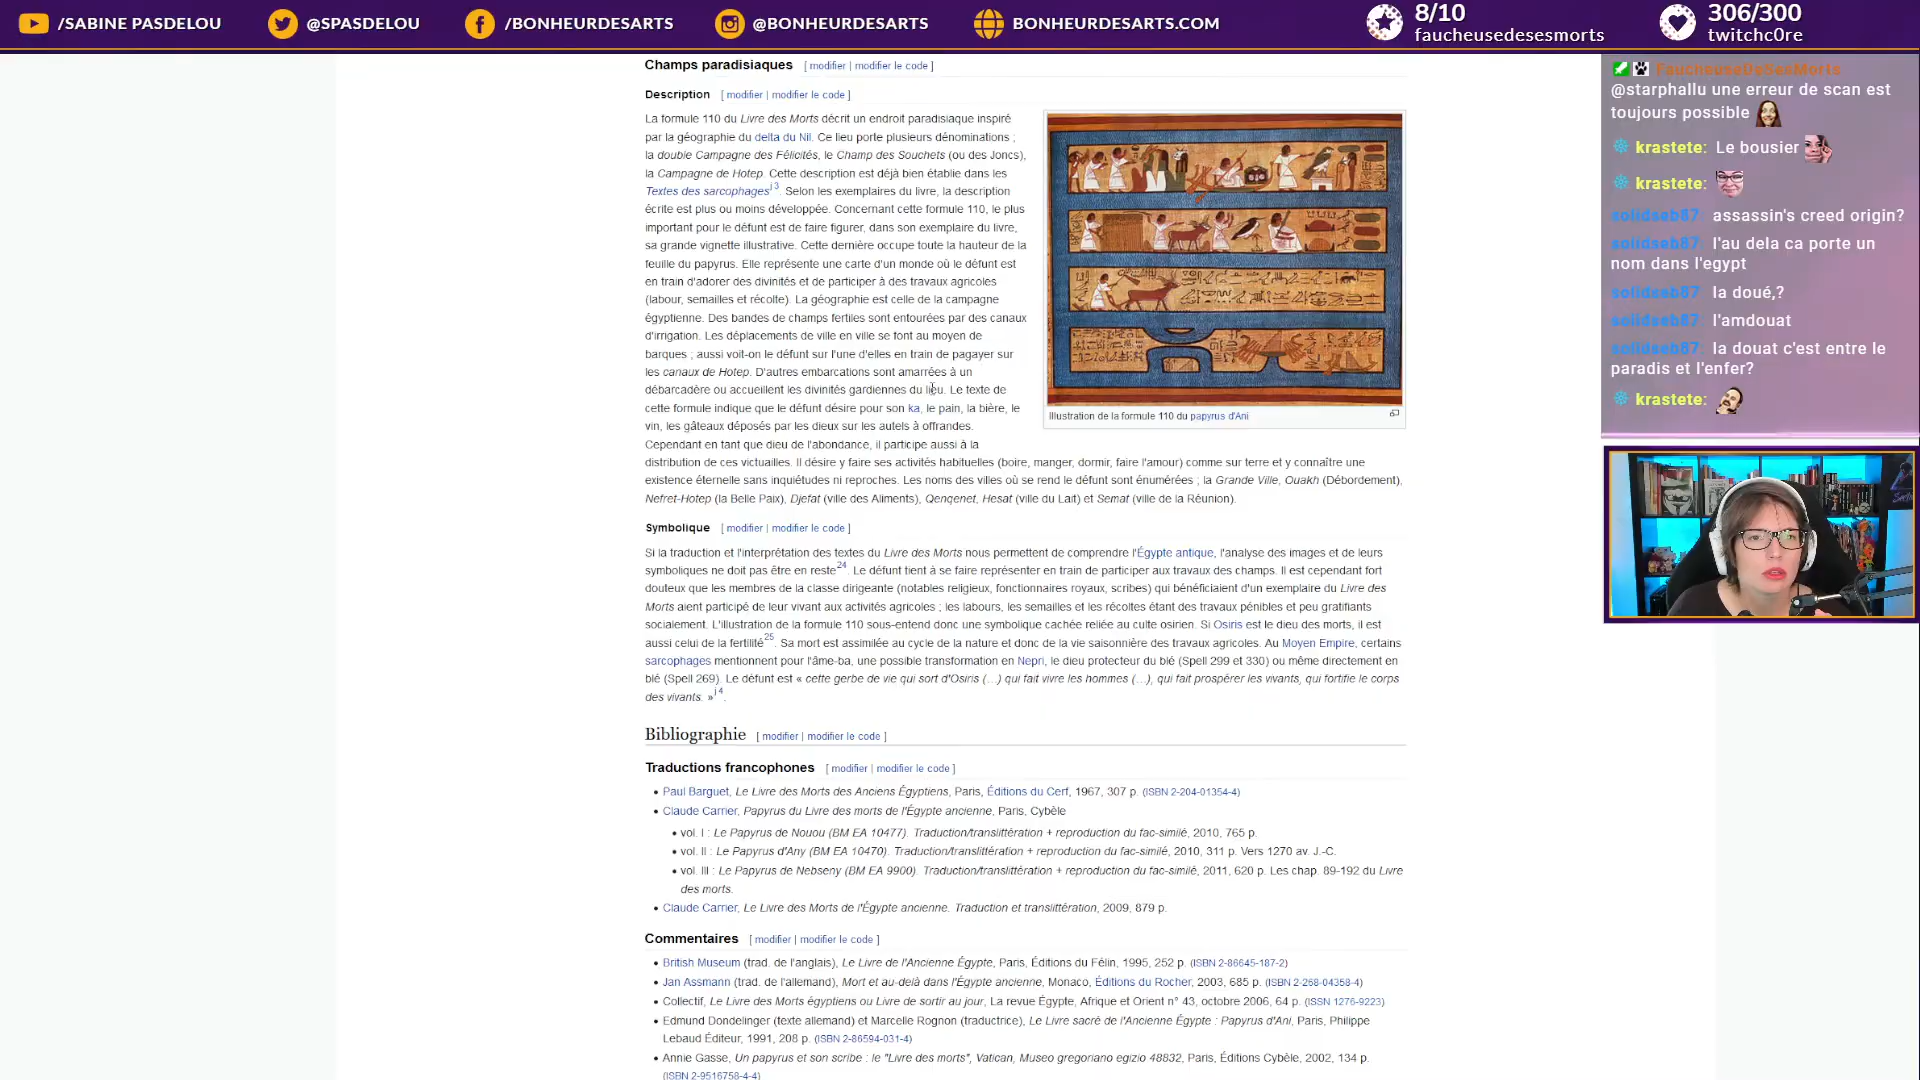 /SABINE PASDELOU
@SPASDELOU
/BONHEURDESARTS
@BONHEURDESARTS
BONHEURDESARTS.COM
8/10
faucheusedesesmorts
306/300
twitchc0re
Champs paradisiaques [ modifier | modifier le code ]
Description [ modifier | modifier le code ]
La formule 110 du Livre des Morts décrit un endroit paradisiaque inspiré
par la géographie du delta du Nil. Ce lieu porte plusieurs dénominations ;
la double Campagne des Félicités, le Champ des Souchets (ou des Joncs),
la Campagne de Hotep. Cette description est déjà bien établie dans les
Textes des sarcophages j 3. Selon les exemplaires du livre, la description
écrite est plus ou moins développée. Concernant cette formule 110, le plus
important pour le défunt est de faire figurer, dans son exemplaire du livre,
sa grande vignette illustrative. Cette dernière occupe toute la hauteur de la
feuille du papyrus. Elle représente une carte d'un monde où le défunt est
en train d'adorer des divinités et de participer à des travaux agricoles
(labour, semailles et récolte). La géographie est celle de la campagne
égyptienne. Des bandes de champs fertiles sont entourées par des canaux
d'irrigation. Les déplacements de ville en ville se font au moyen de
barques ; aussi voit-on le défunt sur l'une d'elles en train de pagayer sur
les canaux de Hotep. D'autres embarcations sont amarrées à un
débarcadère ou accueillent les divinités gardiennes du lieu. Le texte de
cette formule indique que le défunt désire pour son ka, le pain, la bière, le
vin, les gâteaux déposés par les dieux sur les autels à offrandes.
Cependant en tant que dieu de l'abondance, il participe aussi à la
distribution de ces victuailles. Il désire y faire ses activités habituelles (boire, manger, dormir, faire l'amour) comme sur terre et y connaître une
existence éternelle sans inquiétudes ni reproches. Les noms des villes où se rend le défunt sont énumérées ; la Grande Ville, Ouakh (Débordement),
Nefret-Hotep (la Belle Paix), Djefat (ville des Aliments), Qenqenet, Hesat (ville du Lait) et Semat (ville de la Réunion).
Illustration de la formule 110 du papyrus d'Ani
Symbolique [ modifier | modifier le code ]
Si la traduction et l'interprétation des textes du Livre des Morts nous permettent de comprendre l'Égypte antique, l'analyse des images et de leurs
symboliques ne doit pas être en reste 24. Le défunt tient à se faire représenter en train de participer aux travaux des champs. Il est cependant fort
douteux que les membres de la classe dirigeante (notables religieux, fonctionnaires royaux, scribes) qui bénéficiaient d'un exemplaire du Livre des
Morts aient participé de leur vivant aux activités agricoles ; les labours, les semailles et les récoltes étant des travaux pénibles et peu gratifiants
socialement. L'illustration de la formule 110 sous-entend donc une symbolique cachée reliée au culte osirien. Si Osiris est le dieu des morts, il est
aussi celui de la fertilité 25. Sa mort est assimilée au cycle de la nature et donc de la vie saisonnière des travaux agricoles. Au Moyen Empire, certains
sarcophages mentionnent pour l'âme-ba, une possible transformation en Nepri, le dieu protecteur du blé (Spell 299 et 330) ou même directement en
blé (Spell 269). Le défunt est « cette gerbe de vie qui sort d'Osiris (...) qui fait vivre les hommes (...), qui fait prospérer les vivants, qui fortifie le corps
des vivants. » j 4.
Bibliographie [ modifier | modifier le code ]
Traductions francophones [ modifier | modifier le code ]
• Paul Barguet, Le Livre des Morts des Anciens Égyptiens, Paris, Éditions du Cerf, 1967, 307 p. (ISBN 2-204-01354-4)
• Claude Carrier, Papyrus du Livre des morts de l'Égypte ancienne, Paris, Cybèle
• vol. I : Le Papyrus de Nouou (BM EA 10477). Traduction/translittération + reproduction du fac-similé, 2010, 765 p.
• vol. II : Le Papyrus d'Any (BM EA 10470). Traduction/translittération + reproduction du fac-similé, 2010, 311 p. Vers 1270 av. J.-C.
• vol. III : Le Papyrus de Nebseny (BM EA 9900). Traduction/translittération + reproduction du fac-similé, 2011, 620 p. Les chap. 89-192 du Livre
des morts.
• Claude Carrier, Le Livre des Morts de l'Égypte ancienne. Traduction et translittération, 2009, 879 p.
Commentaires [ modifier | modifier le code ]
• British Museum (trad. de l'anglais), Le Livre de l'Ancienne Égypte, Paris, Éditions du Félin, 1995, 252 p. (ISBN 2-86645-187-2)
• Jan Assmann (trad. de l'allemand), Mort et au-delà dans l'Égypte ancienne, Monaco, Éditions du Rocher, 2003, 685 p. (ISBN 2-268-04358-4)
• Collectif, Le Livre des Morts égyptiens ou Livre de sortir au jour, La revue Égypte, Afrique et Orient n° 43, octobre 2006, 64 p. (ISSN 1276-9223)
• Edmund Dondelinger (texte allemand) et Marcelle Rognon (traductrice), Le Livre sacré de l'Ancienne Égypte : Papyrus d'Ani, Paris, Philippe
Lebaud Éditeur, 1991, 208 p. (ISBN 2-86594-031-4)
• Annie Gasse, Un papyrus et son scribe : le "Livre des morts", Vatican, Museo gregoriano egizio 48832, Paris, Éditions Cybèle, 2002, 134 p.
(ISBN 2-9516758-4-4)
FaucheuseDeSesMorts
@starphallu une erreur de scan est
toujours possible
krastete: Le bousier
krastete:
solidseb87 assassin's creed origin?
solidseb87 l'au dela ca porte un
nom dans l'egypt
solidseb87 la doué,?
solidseb87 l'amdouat
solidseb87 la douat c'est entre le
paradis et l'enfer?
krastete: